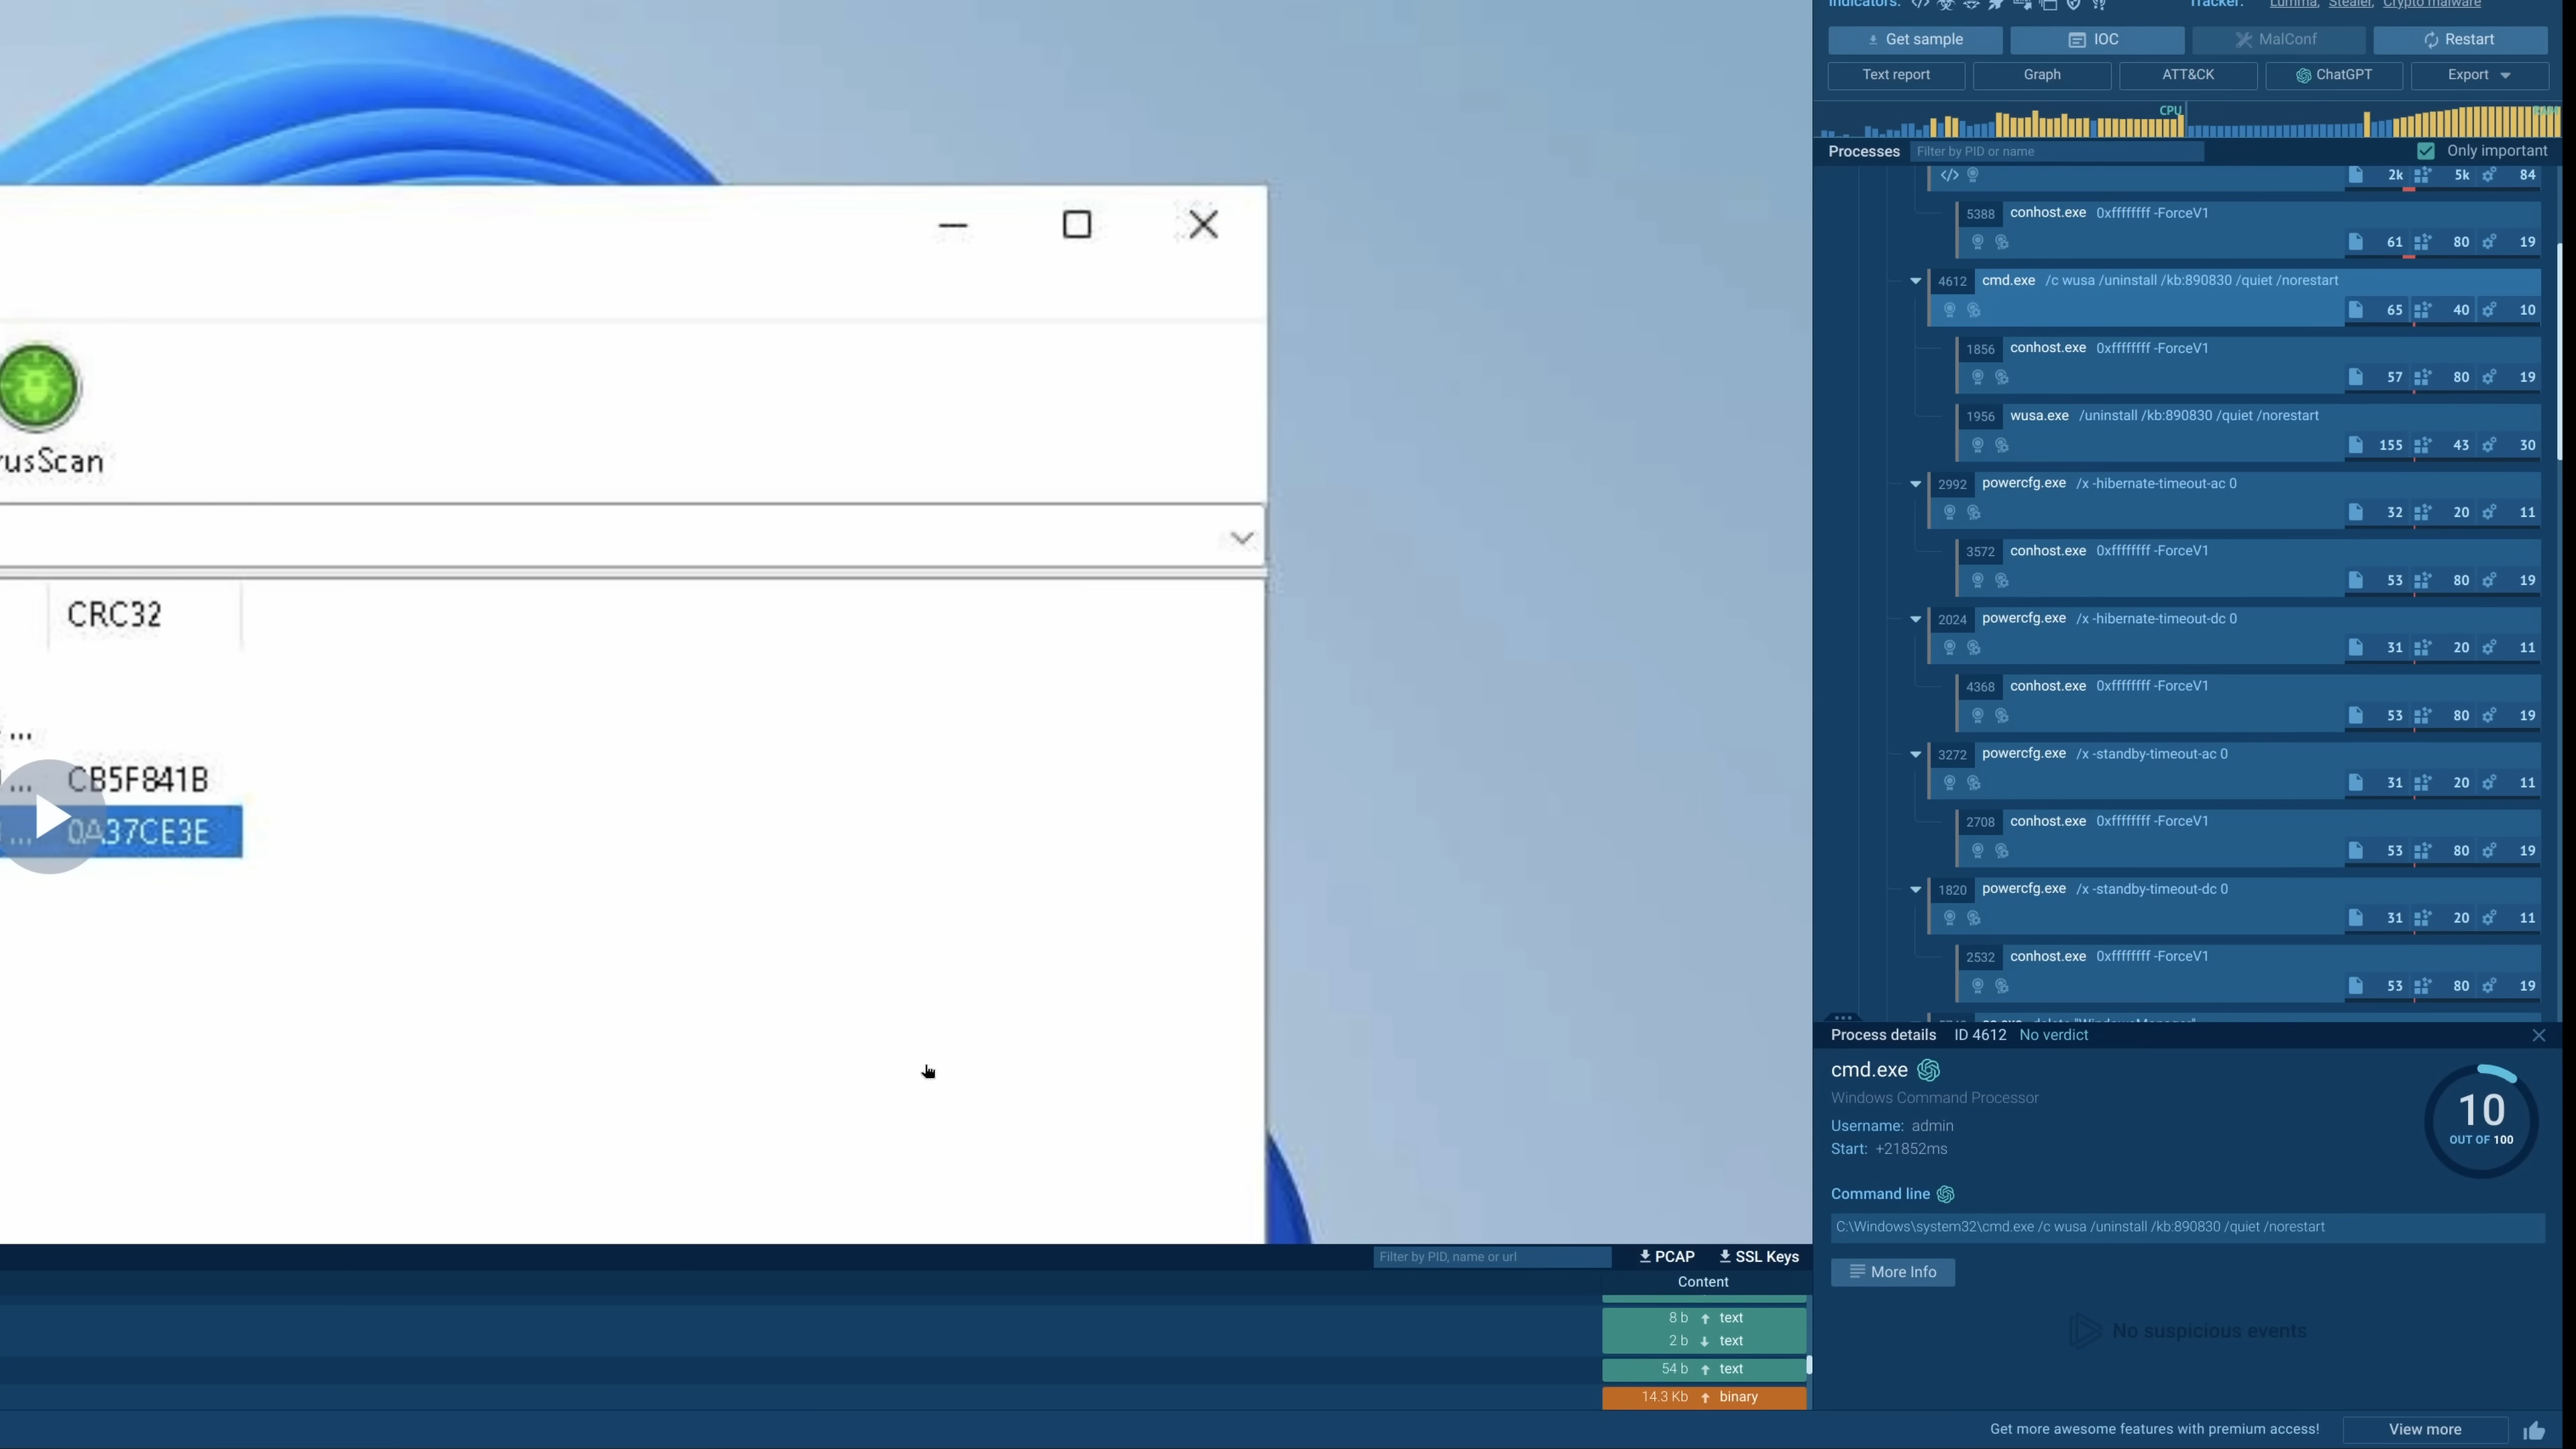 Indicators:
Tracker: Lumma, Stealer, Crypto malware
Get sample
IOC
MalConf
Restart
Text report
Graph
ATT&CK
ChatGPT
Export
CPU
Processes
Filter by PID or name
Only important
2k 5k 84
5388 conhost.exe 0xffffffff -ForceV1
61 80 19
4612 cmd.exe /c wusa /uninstall /kb:890830 /quiet /norestart
65 40 10
1856 conhost.exe 0xffffffff -ForceV1
57 80 19
1956 wusa.exe /uninstall /kb:890830 /quiet /norestart
155 43 30
2992 powercfg.exe /x -hibernate-timeout-ac 0
32 20 11
3572 conhost.exe 0xffffffff -ForceV1
53 80 19
2024 powercfg.exe /x -hibernate-timeout-dc 0
31 20 11
4368 conhost.exe 0xffffffff -ForceV1
53 80 19
3272 powercfg.exe /x -standby-timeout-ac 0
31 20 11
2708 conhost.exe 0xffffffff -ForceV1
53 80 19
1820 powercfg.exe /x -standby-timeout-dc 0
31 20 11
2532 conhost.exe 0xffffffff -ForceV1
53 80 19
Process details ID 4612 No verdict
cmd.exe
Windows Command Processor
Username: admin
Start: +21852ms
10
OUT OF 100
Command line
C:\Windows\system32\cmd.exe /c wusa /uninstall /kb:890830 /quiet /norestart
More Info
No suspicious events
rusScan
CRC32
...
... CB5F841B
... 0A37CE3E
Filter by PID, name or url
PCAP
SSL Keys
Content
8 b text
2 b text
54 b text
14.3 Kb binary
Get more awesome features with premium access!
View more